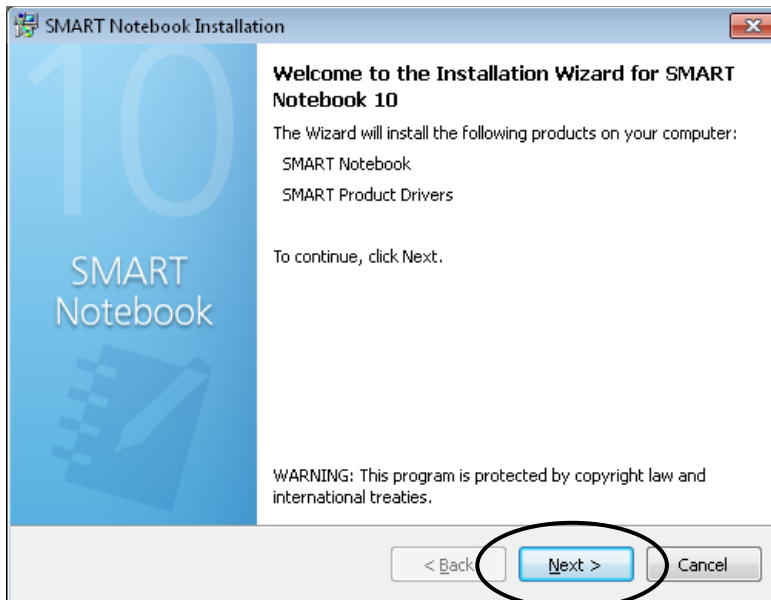 SMART Notebook Installation
10
SMART
Notebook
Welcome to the Installation Wizard for SMART
Notebook 10
The Wizard will install the following products on your computer:
SMART Notebook
SMART Product Drivers
To continue, click Next.
WARNING: This program is protected by copyright law and
international treaties.
< Back Next > Cancel